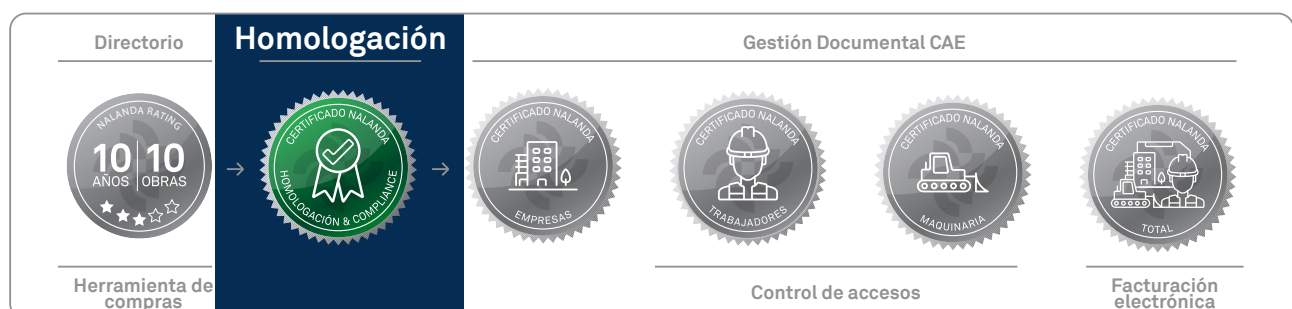 Directorio
Homologación
Gestión Documental CAE
NALANDA RATING
10 | 10
AÑOS | OBRAS
CERTIFICADO NALANDA
HOMOLOGACIÓN & COMPLIANCE
CERTIFICADO NALANDA
EMPRESAS
CERTIFICADO NALANDA
TRABAJADORES
CERTIFICADO NALANDA
MAQUINARIA
CERTIFICADO NALANDA
TOTAL
Herramienta de
compras
Control de accesos
Facturación
electrónica